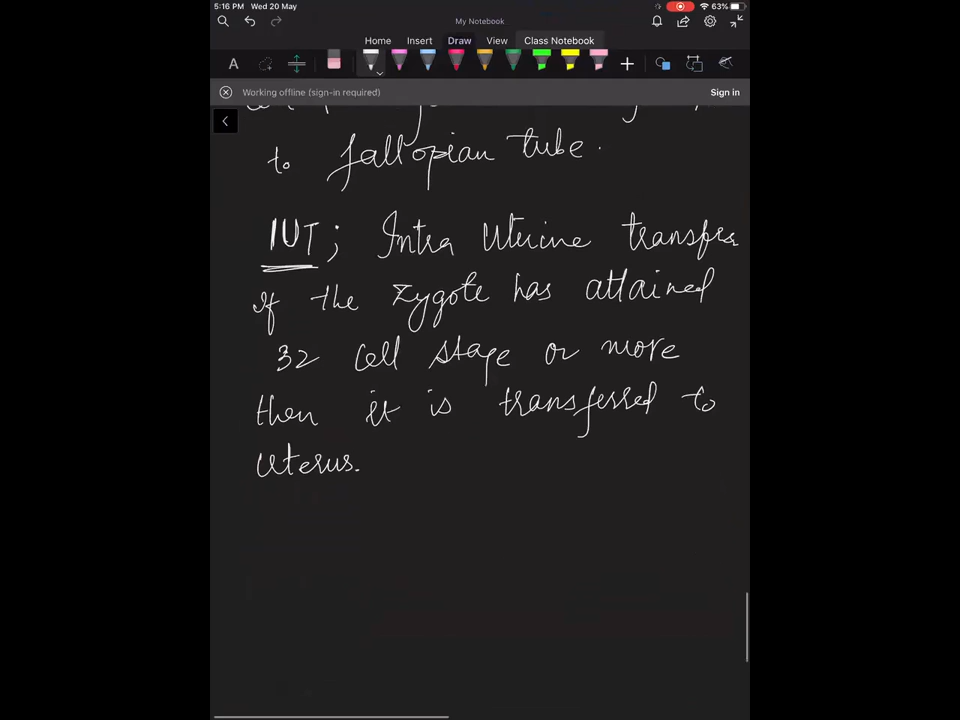 5:16 PM Wed 20 May
63%
My Notebook
Home Insert Draw View Class Notebook
A
Working offline (sign-in required) Sign in
to fallopian tube.
IUT; Intra Uterine transfer
If the zygote has attained
32 cell stage or more
then it is transferred to
Uterus.